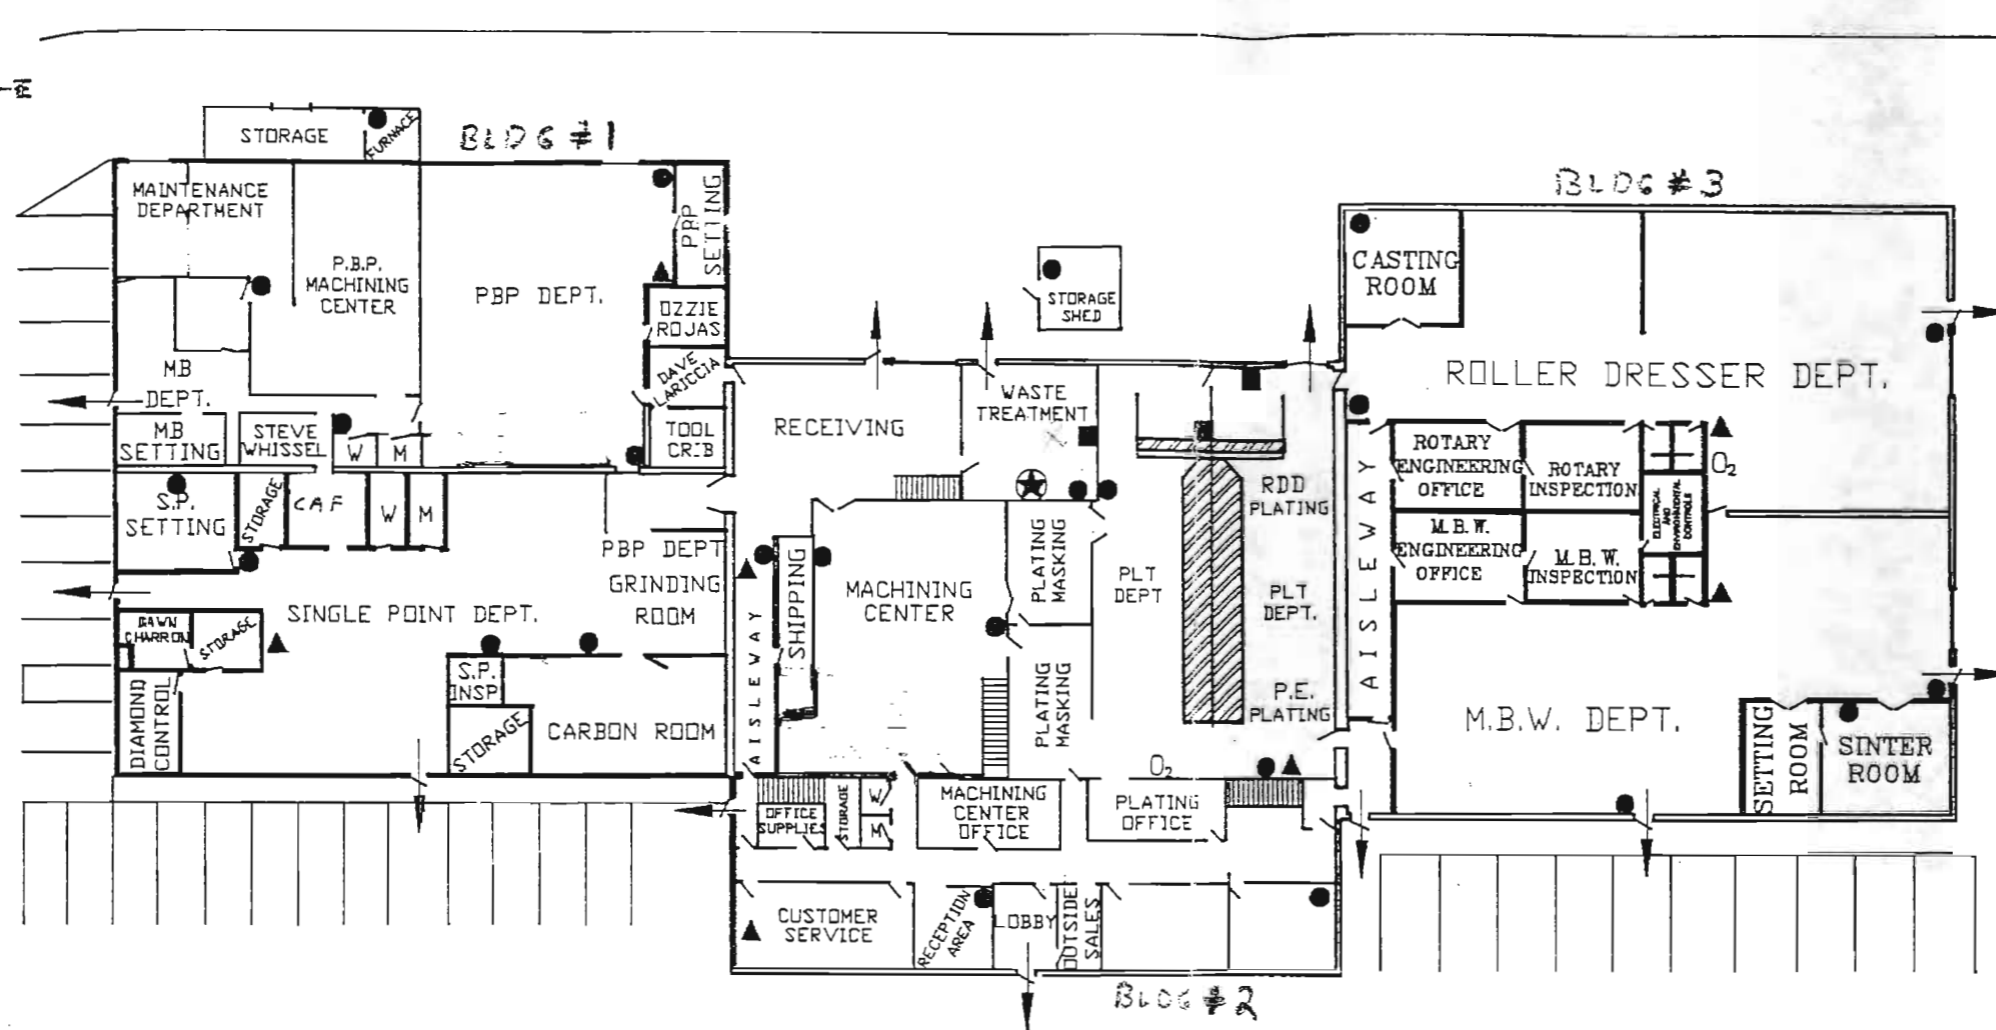 E
STORAGE
FURNACE
BLDG #1
MAINTENANCE
DEPARTMENT
P.B.P.
MACHINING
CENTER
PBP DEPT.
PBP
SETTING
OZZIE
ROJAS
DAVE
LARICCIA
TOOL
CRIB
MB
DEPT.
MB
SETTING
STEVE
WHISSEL
W
M
S.P.
SETTING
STORAGE
CAF
W
M
PBP DEPT
GRINDING
ROOM
SINGLE POINT DEPT.
DAWN
CHARRON
STORAGE
DIAMOND
CONTROL
S.P.
INSP
STORAGE
CARBON ROOM
RECEIVING
WASTE
TREATMENT
STORAGE
SHED
AISLEWAY
SHIPPING
MACHINING
CENTER
PLATING
MASKING
PLATING
MASKING
PLT
DEPT
RDD
PLATING
PLT
DEPT.
P.E.
PLATING
O2
OFFICE
SUPPLIES
STORAGE
W
M
MACHINING
CENTER
OFFICE
PLATING
OFFICE
CUSTOMER
SERVICE
RECEPTION
AREA
LOBBY
OUTSIDE
SALES
BLDG #2
BLDG #3
CASTING
ROOM
ROLLER DRESSER DEPT.
AISLEWAY
ROTARY
ENGINEERING
OFFICE
ROTARY
INSPECTION
O2
ELECTRICAL
AND
ENVIRONMENTAL
CONTROLS
M.B.W.
ENGINEERING
OFFICE
M.B.W.
INSPECTION
M.B.W. DEPT.
SETTING
ROOM
SINTER
ROOM